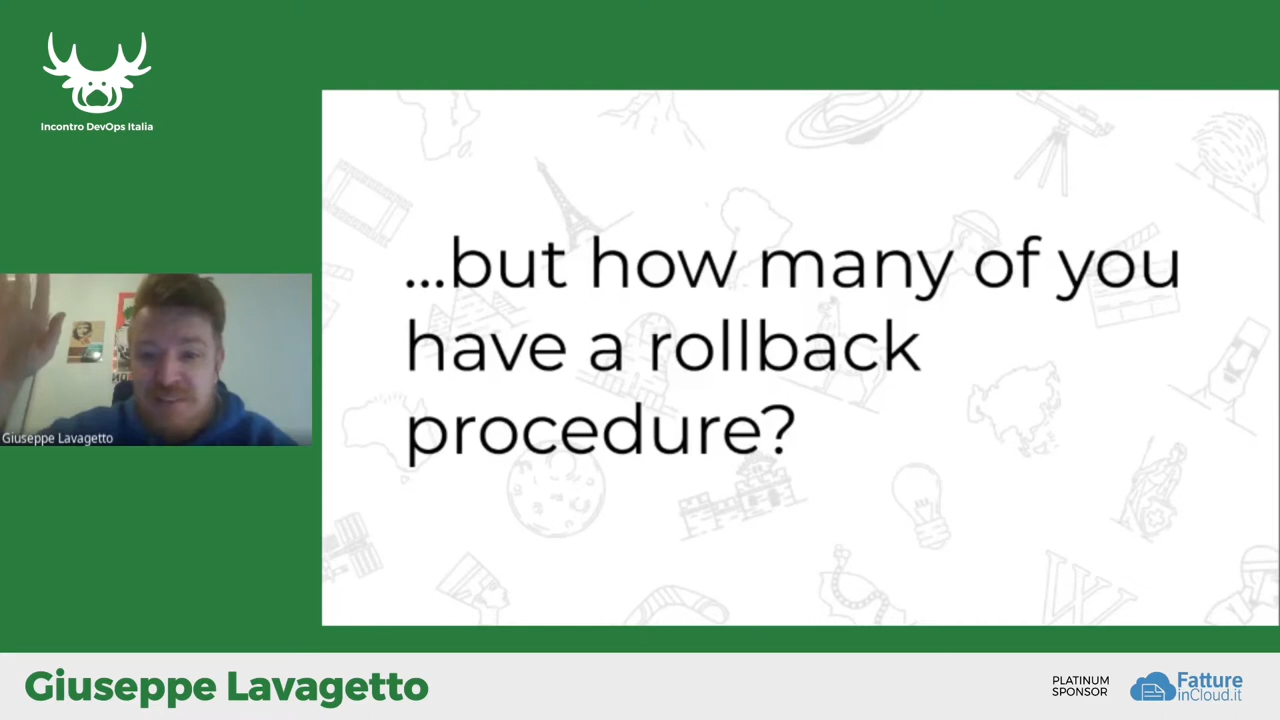 Incontro DevOps Italia
...but how many of you
have a rollback
procedure?
Giuseppe Lavagetto
Giuseppe Lavagetto
PLATINUM
SPONSOR
Fatture
inCloud.it